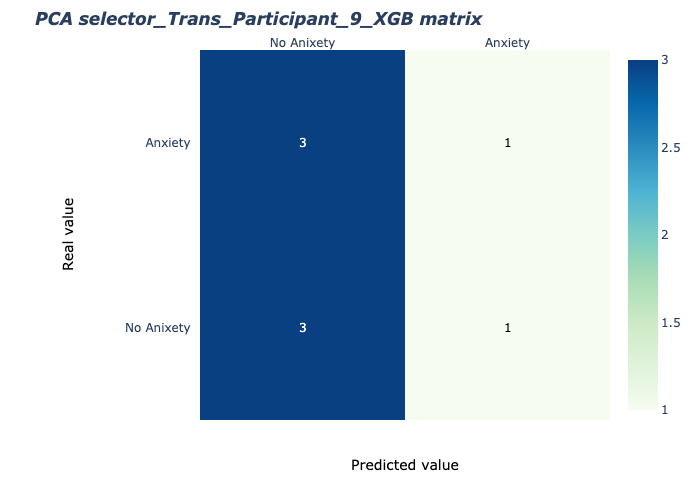 PCA selector_Trans_Participant_9_XGB matrix
No Anixety Anxiety
3
Anxiety 3 1
2.5
Real value
2
1.5
No Anixety 3 1
1
Predicted value